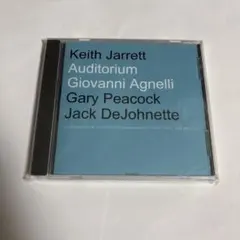 Keith Jarrett
Auditorium
Giovanni Agnelli
Gary Peacock
Jack DeJohnette